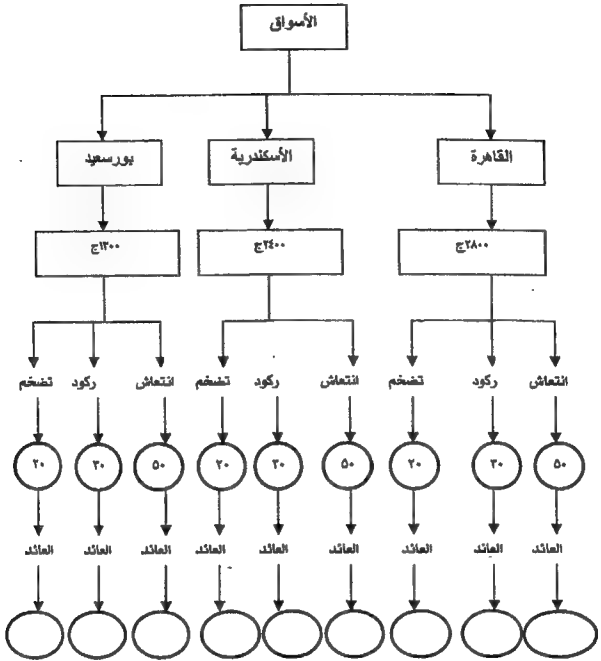 الأسواق
القاهرة الأسكندرية بورسعيد
٢٨٠٠ج ٢٤٠٠ج ١٣٠٠ج
انتعاش ركود تضخم انتعاش ركود تضخم انتعاش ركود تضخم
٥٠ ٣٠ ٢٠ ٥٠ ٣٠ ٢٠ ٥٠ ٣٠ ٢٠
العائد العائد العائد العائد العائد العائد العائد العائد العائد